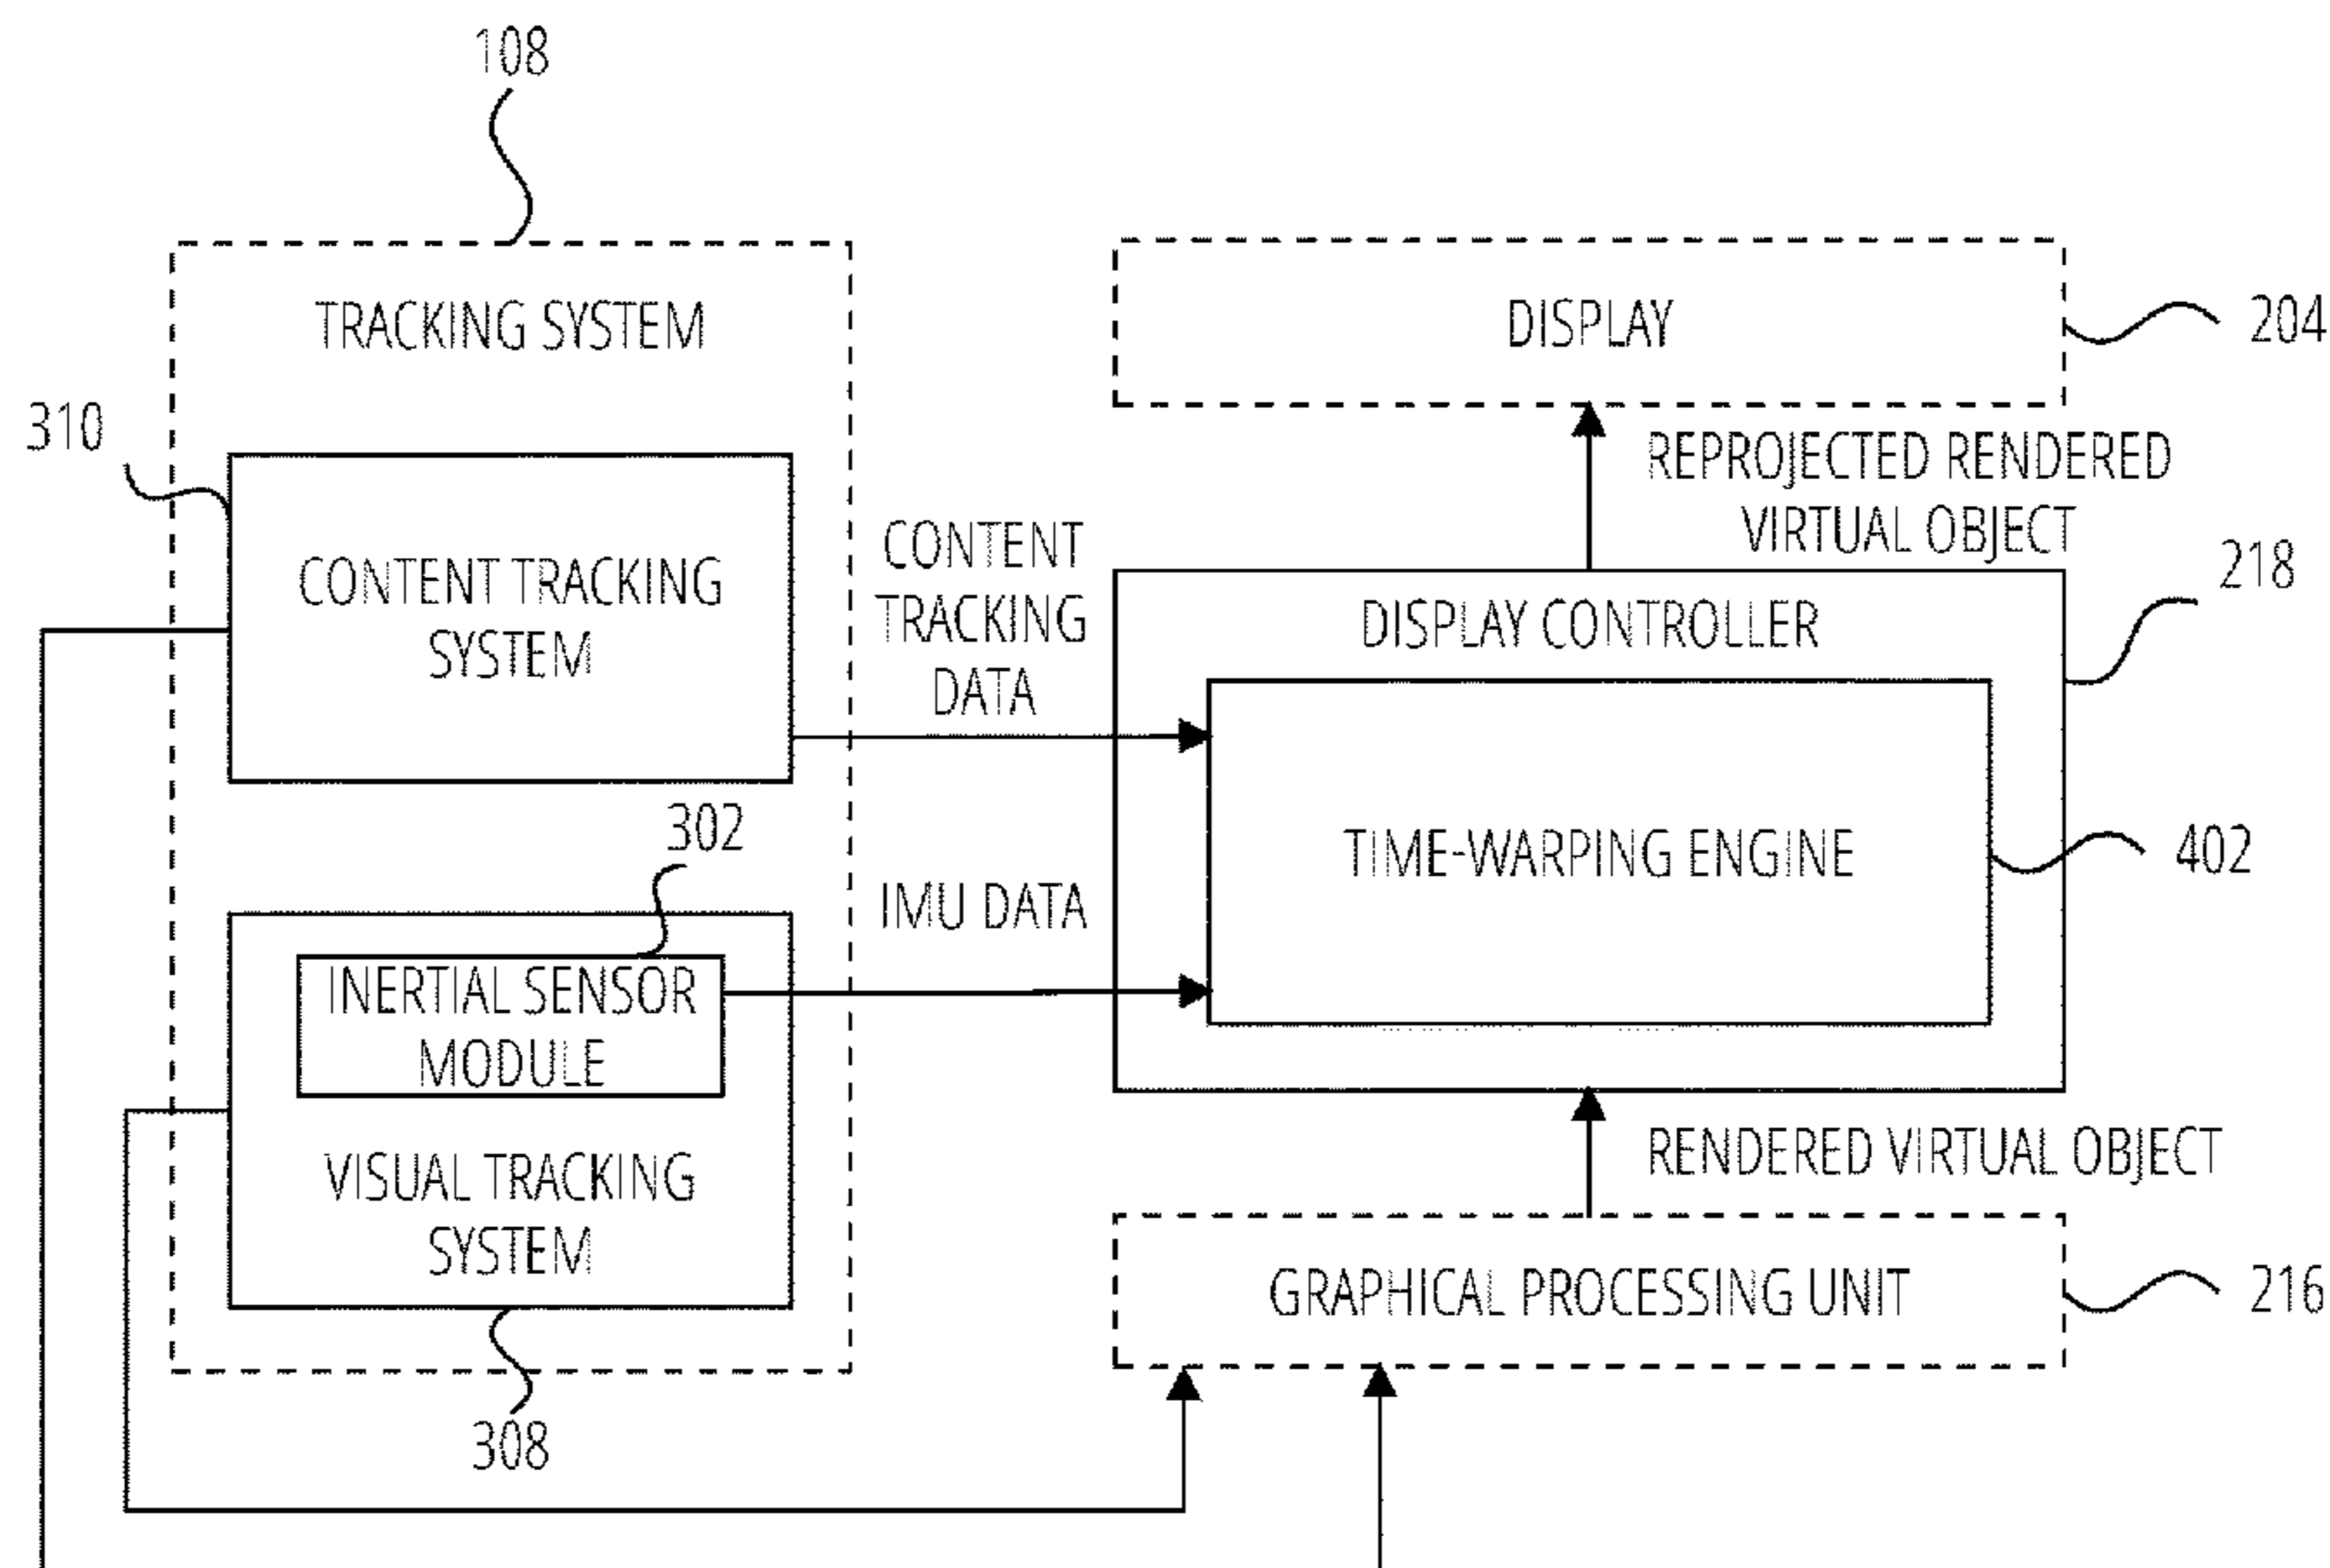 108
TRACKING SYSTEM
310
CONTENT TRACKING
SYSTEM
302
INERTIAL SENSOR
MODULE
VISUAL TRACKING
SYSTEM
308
CONTENT
TRACKING
DATA
IMU DATA
DISPLAY
204
REPROJECTED RENDERED
VIRTUAL OBJECT
218
DISPLAY CONTROLLER
TIME-WARPING ENGINE
402
RENDERED VIRTUAL OBJECT
GRAPHICAL PROCESSING UNIT
216